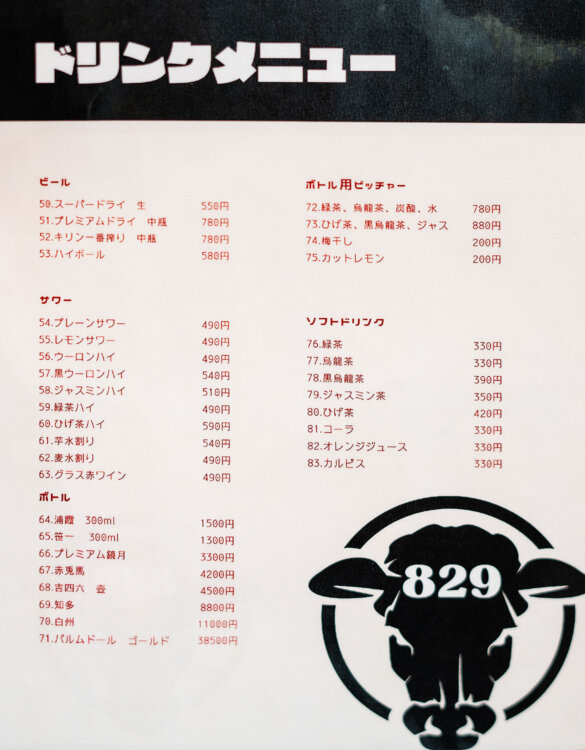 ドリンクメニュー
ビール
50.スーパードライ 生 550円
51.プレミアムドライ 中瓶 780円
52.キリン一番搾り 中瓶 780円
53.ハイボール 580円
サワー
54.プレーンサワー 490円
55.レモンサワー 490円
56.ウーロンハイ 490円
57.黒ウーロンハイ 540円
58.ジャスミンハイ 510円
59.緑茶ハイ 490円
60.ひげ茶ハイ 590円
61.芋水割り 540円
62.麦水割り 490円
63.グラス赤ワイン 490円
ボトル
64.浦霞 300ml 1500円
65.笹一 300ml 1300円
66.プレミアム鏡月 3300円
67.赤兎馬 4200円
68.吉四六 壺 4500円
69.知多 8800円
70.白州 11000円
71.パルムドール ゴールド 38500円
ボトル用ピッチャー
72.緑茶、烏龍茶、炭酸、水 780円
73.ひげ茶、黒烏龍茶、ジャス 880円
74.梅干し 200円
75.カットレモン 200円
ソフトドリンク
76.緑茶 330円
77.烏龍茶 330円
78.黒烏龍茶 390円
79.ジャスミン茶 350円
80.ひげ茶 420円
81.コーラ 330円
82.オレンジジュース 330円
83.カルピス 330円
829